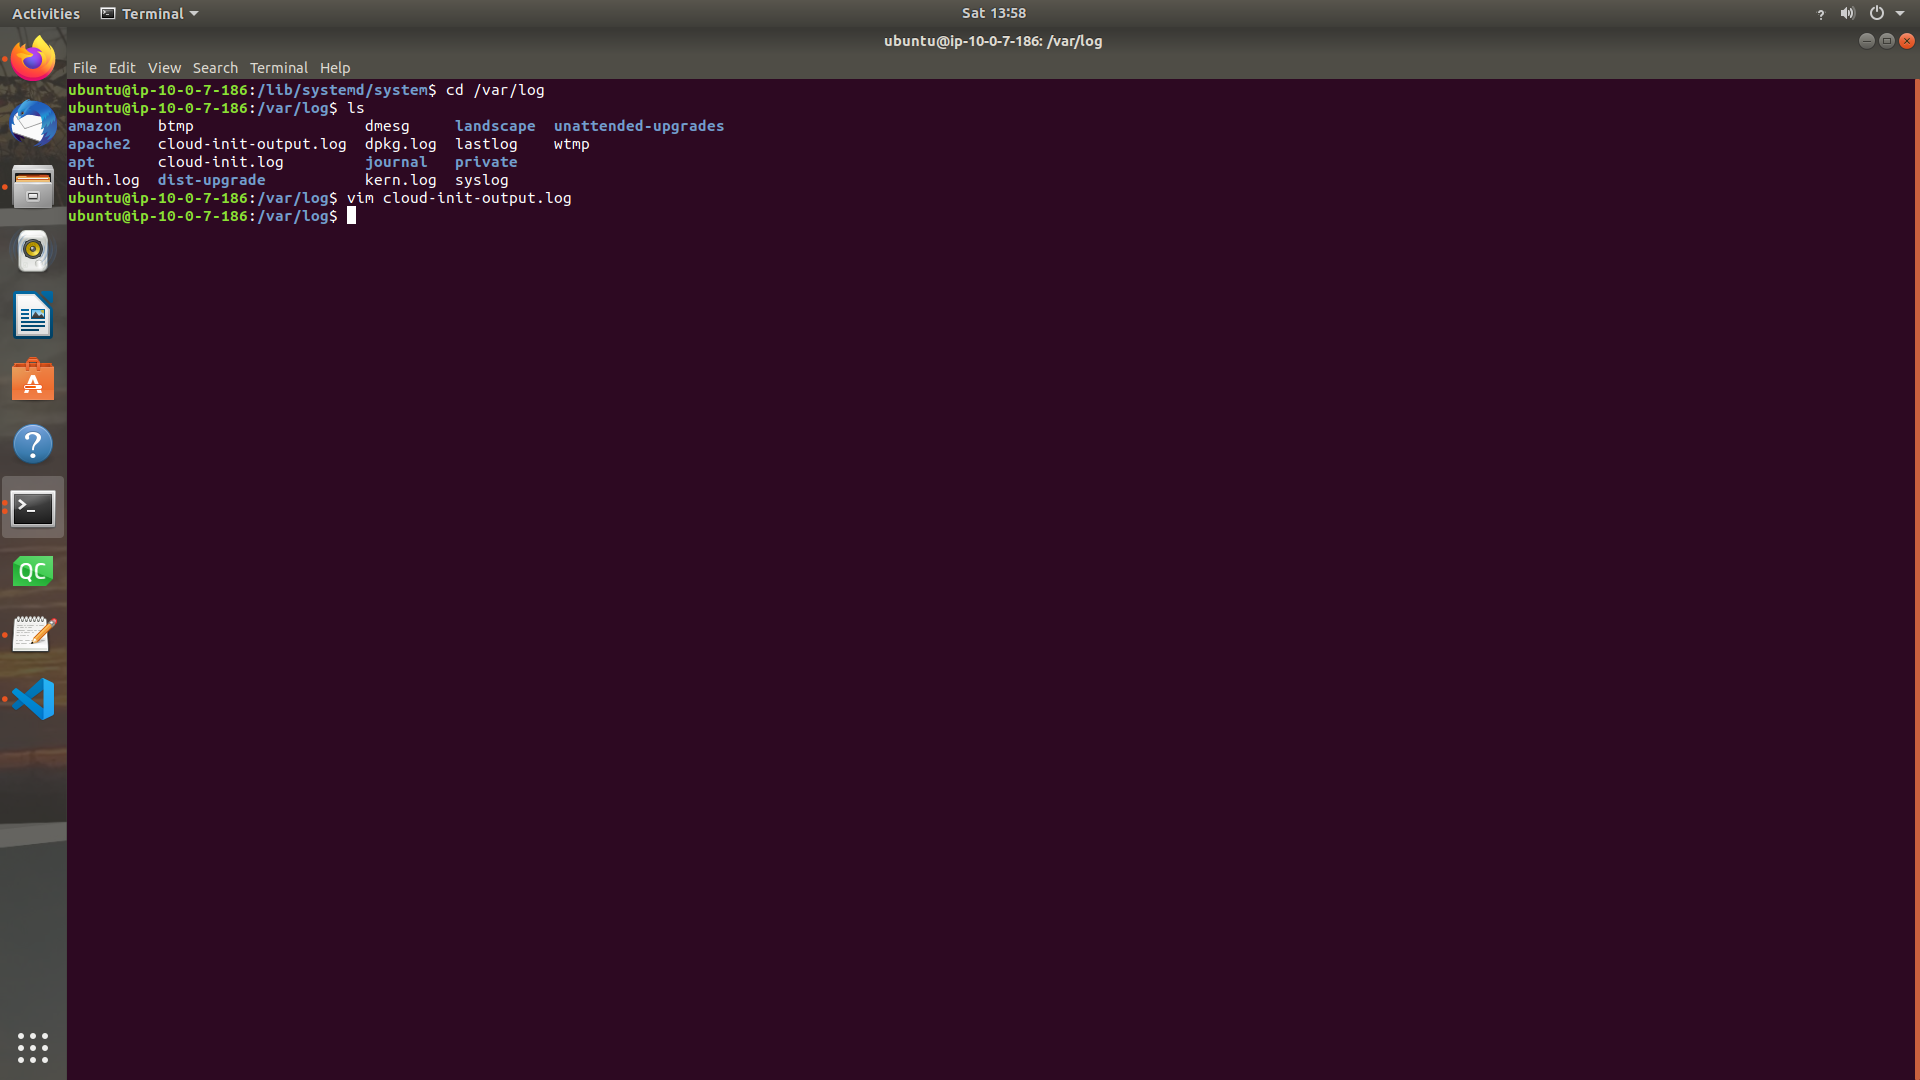 Activities Terminal Sat 13:58 ?
ubuntu@ip-10-0-7-186: /var/log
File Edit View Search Terminal Help
ubuntu@ip-10-0-7-186:/lib/systemd/system$ cd /var/log
ubuntu@ip-10-0-7-186:/var/log$ ls
amazon btmp dmesg landscape unattended-upgrades
apache2 cloud-init-output.log dpkg.log lastlog wtmp
apt cloud-init.log journal private
auth.log dist-upgrade kern.log syslog
ubuntu@ip-10-0-7-186:/var/log$ vim cloud-init-output.log
ubuntu@ip-10-0-7-186:/var/log$
A
?
>_
QC